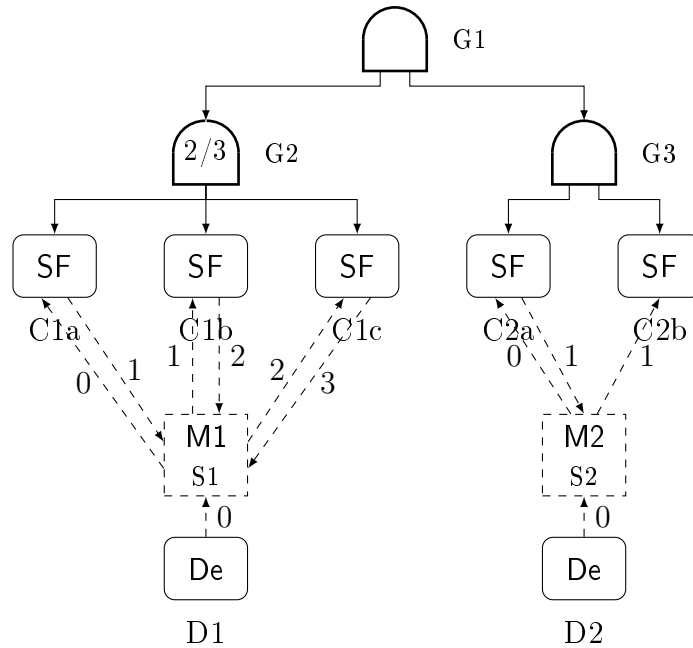 G1
2/3 G2 G3
SF SF SF SF SF
C1a C1b C1c C2a C2b
0 1 1 2 2 3 0 1 1
M1 M2
S1 S2
0 0
De De
D1 D2